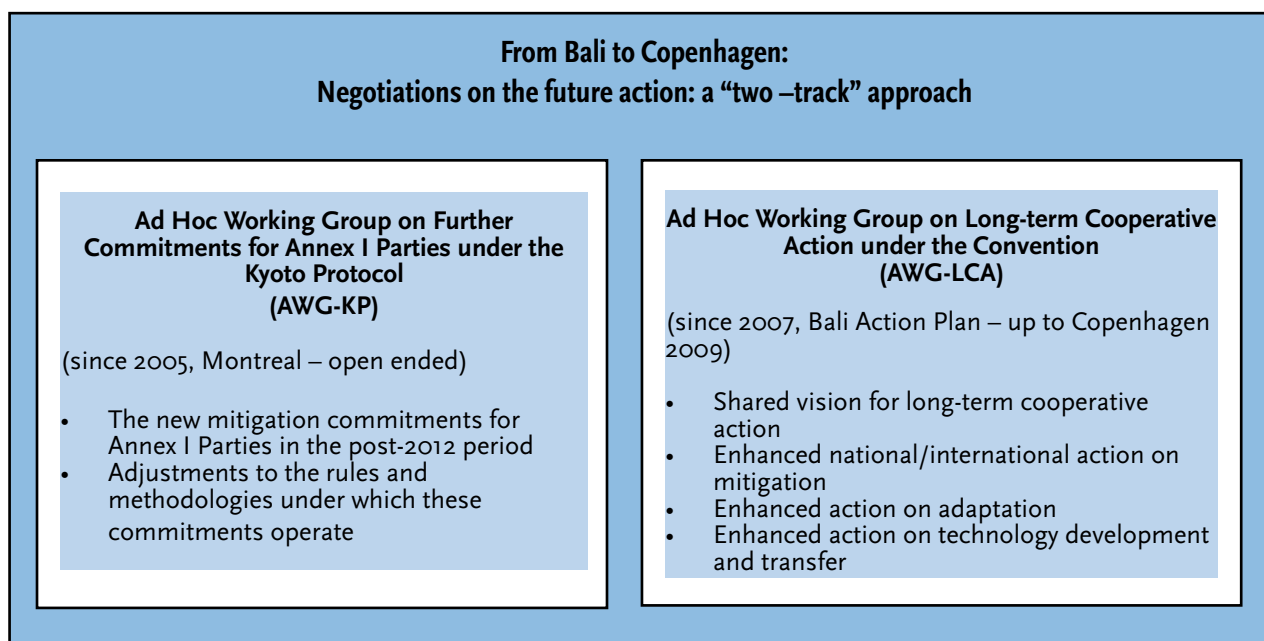 From Bali to Copenhagen:
Negotiations on the future action: a “two –track” approach
Ad Hoc Working Group on Further
Commitments for Annex I Parties under the
Kyoto Protocol
(AWG-KP)
(since 2005, Montreal – open ended)
• The new mitigation commitments for
Annex I Parties in the post-2012 period
• Adjustments to the rules and
methodologies under which these
commitments operate
Ad Hoc Working Group on Long-term Cooperative
Action under the Convention
(AWG-LCA)
(since 2007, Bali Action Plan – up to Copenhagen
2009)
• Shared vision for long-term cooperative
action
• Enhanced national/international action on
mitigation
• Enhanced action on adaptation
• Enhanced action on technology development
and transfer